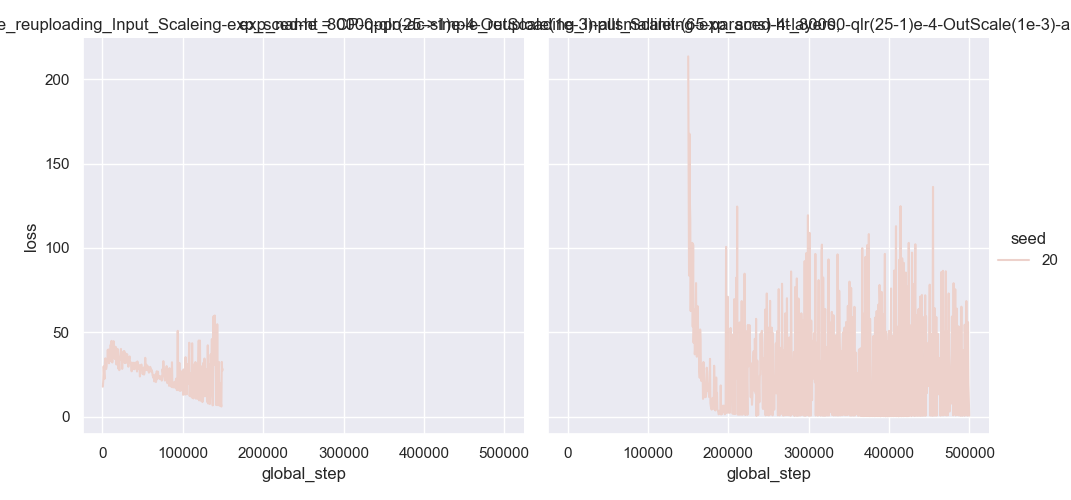 e_reuploading_Input_Scaleing-exp
-qlr(25-1)e-4-OutScale(1e-3)-a
200
150
100
50
0
loss
0 100000 200000 300000 400000 500000
0 100000 200000 300000 400000 500000
global_step
global_step
seed
20